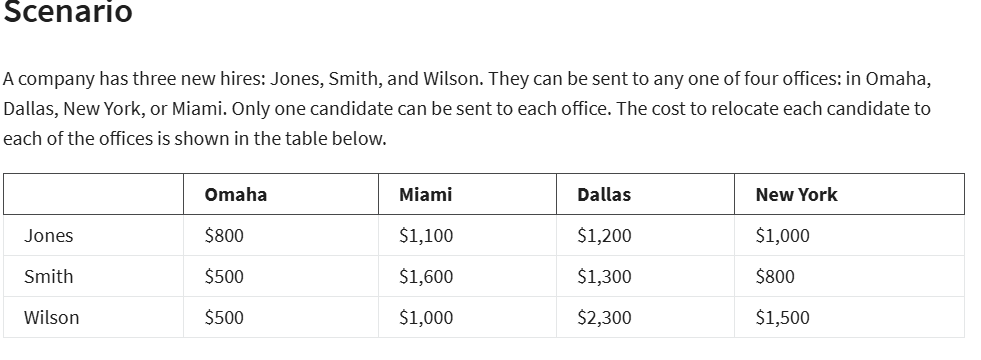 Scenario
A company has three new hires: Jones, Smith, and Wilson. They can be sent to any one of four offices: in Omaha,
Dallas, New York, or Miami. Only one candidate can be sent to each office. The cost to relocate each candidate to
each of the offices is shown in the table below.
Omaha Miami Dallas New York
Jones $800 $1,100 $1,200 $1,000
Smith $500 $1,600 $1,300 $800
Wilson $500 $1,000 $2,300 $1,500